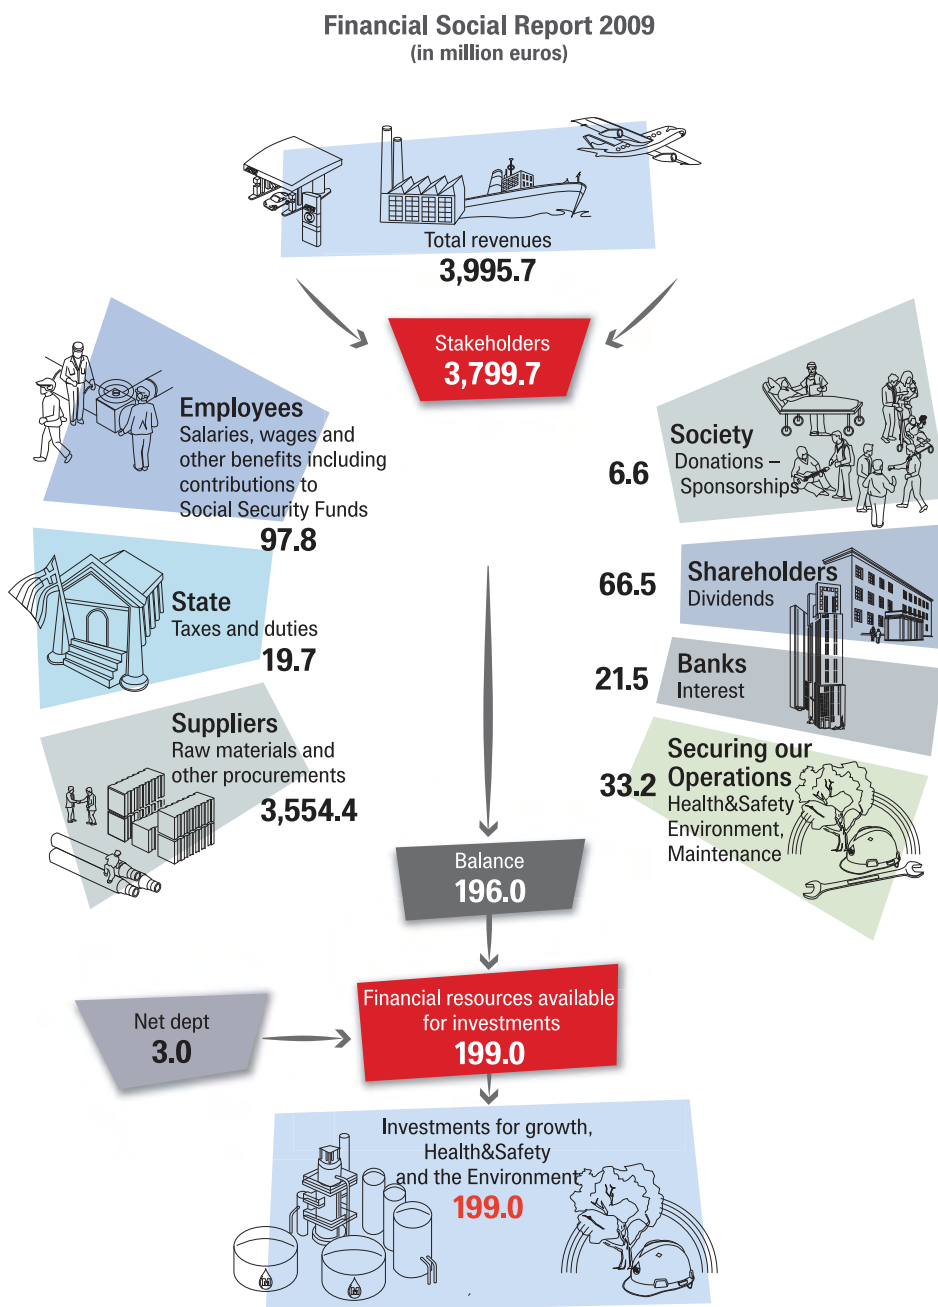 Financial Social Report 2009
(in million euros)
Total revenues
3,995.7
Stakeholders
3,799.7
Employees
Salaries, wages and
other benefits including
contributions to
Social Security Funds
97.8
State
Taxes and duties
19.7
Suppliers
Raw materials and
other procurements
3,554.4
Society
Donations –
Sponsorships
6.6
Shareholders
Dividends
66.5
Banks
Interest
21.5
Securing our
Operations
Health&Safety
Environment,
Maintenance
33.2
Balance
196.0
Net dept
3.0
Financial resources available
for investments
199.0
Investments for growth,
Health&Safety
and the Environment
199.0